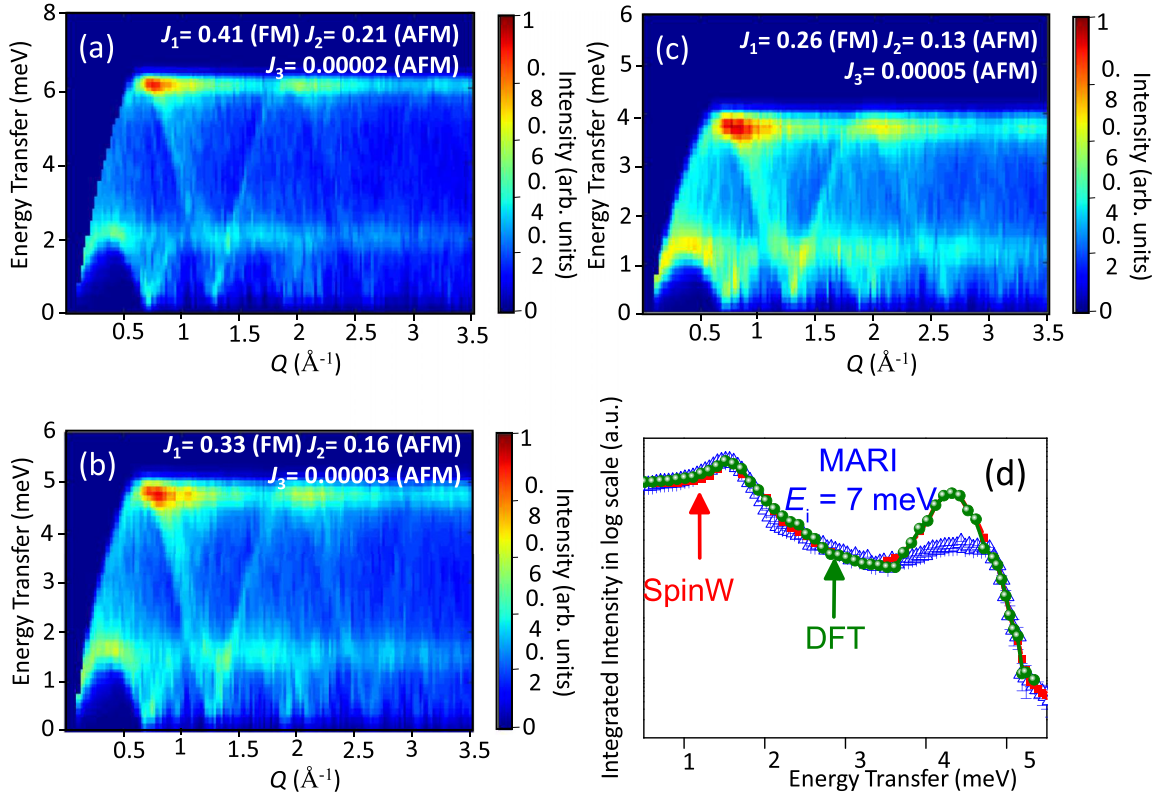 (a)
J1= 0.41 (FM) J2= 0.21 (AFM)
J3= 0.00002 (AFM)
8
6
4
2
0
Energy Transfer (meV)
0.5 1 1.5 2 2.5 3 3.5
Q (Å-1)
1
0.
8
0.
6
0.
4
0.
2
0
Intensity (arb. units)
(c)
J1= 0.26 (FM) J2= 0.13 (AFM)
J3= 0.00005 (AFM)
6
5
4
3
2
1
0
Energy Transfer (meV)
0.5 1 1.5 2 2.5 3 3.5
Q (Å-1)
1
0.
8
0.
6
0.
4
0.
2
0
Intensity (arb. units)
(b)
J1= 0.33 (FM) J2= 0.16 (AFM)
J3= 0.00003 (AFM)
6
5
4
3
2
1
0
Energy Transfer (meV)
0.5 1 1.5 2 2.5 3 3.5
Q (Å-1)
1
0.
8
0.
6
0.
4
0.
2
0
Intensity (arb. units)
(d)
MARI
Ei = 7 meV
SpinW
DFT
Integrated Intensity in log scale (a.u.)
1 2 3 4 5
Energy Transfer (meV)